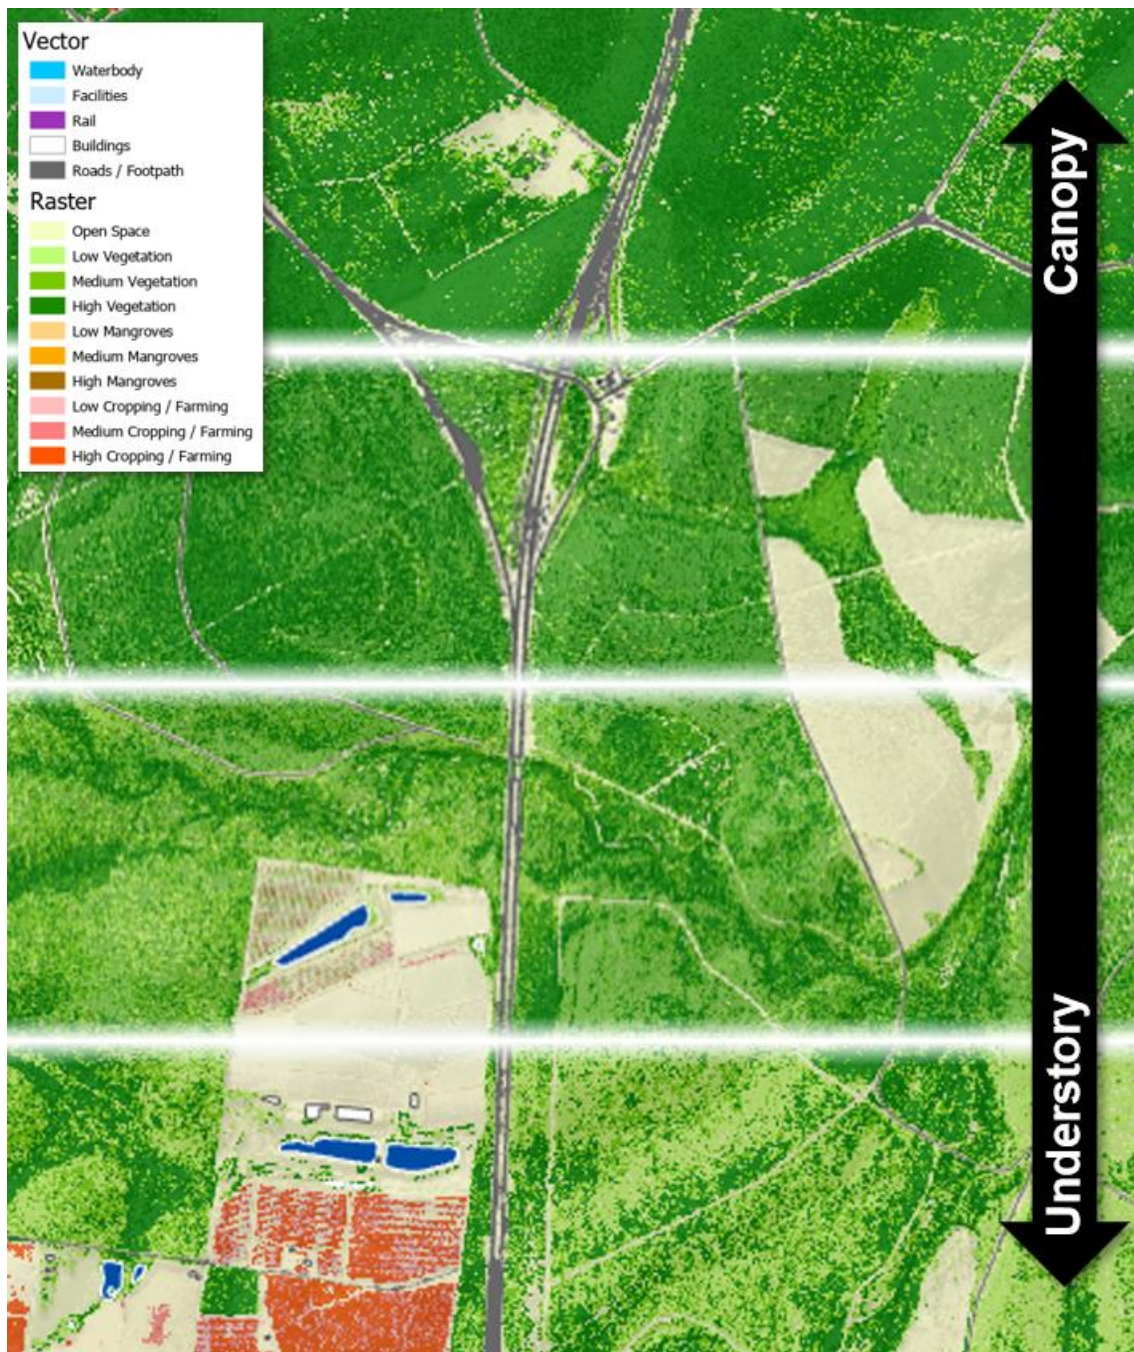 Vector
Waterbody
Facilities
Rail
Buildings
Roads / Footpath
Raster
Open Space
Low Vegetation
Medium Vegetation
High Vegetation
Low Mangroves
Medium Mangroves
High Mangroves
Low Cropping / Farming
Medium Cropping / Farming
High Cropping / Farming
Canopy
Understory